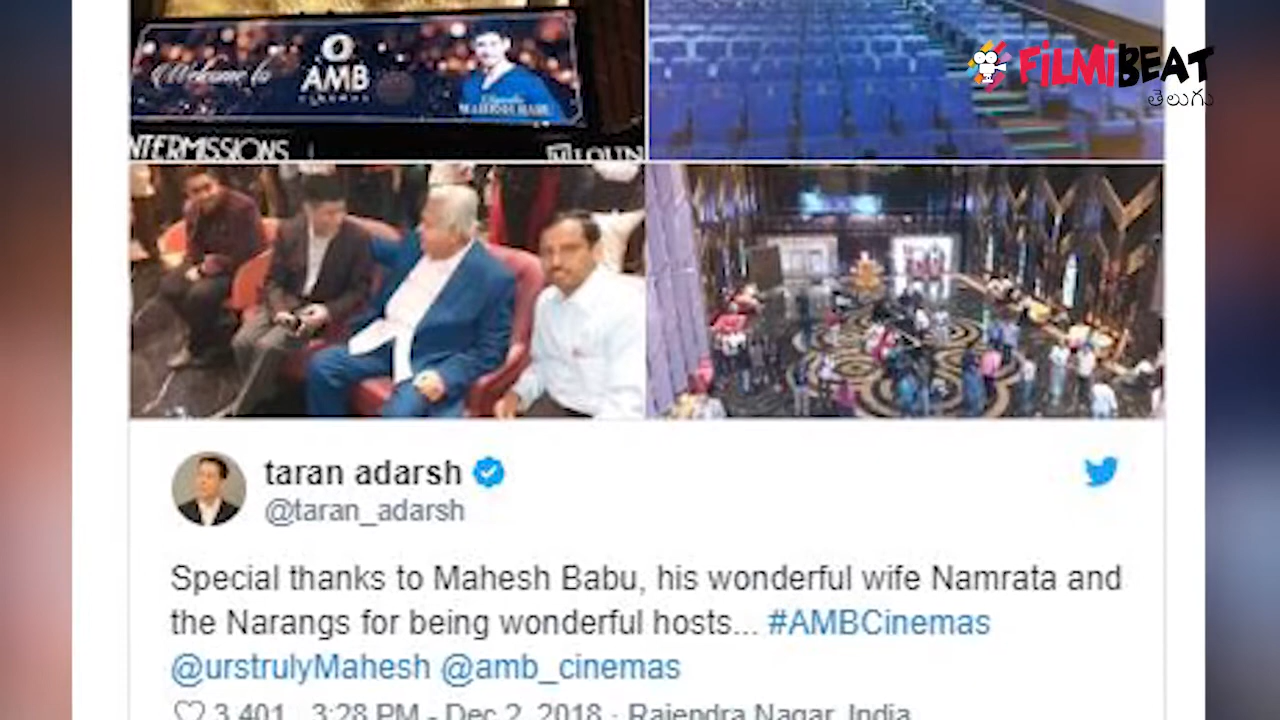 Welcome to
AMB
CINEMAS
MAHESH BABU
FILMIBEAT
తెలుగు
INTERMISSIONS
taran adarsh
@taran_adarsh
Special thanks to Mahesh Babu, his wonderful wife Namrata and
the Narangs for being wonderful hosts... #AMBCinemas
@urstrulyMahesh @amb_cinemas
3,401 3:28 PM - Dec 2, 2018 · Rajendra Nagar, India